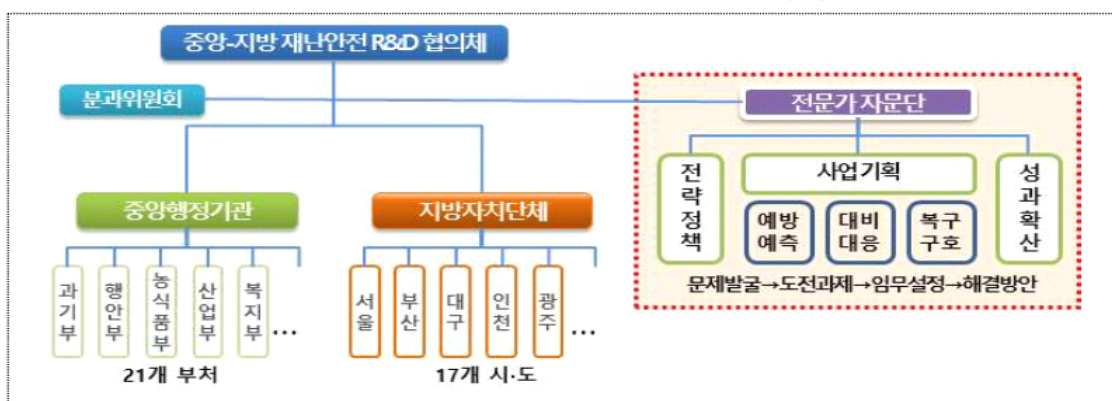 중앙-지방 재난안전 R&D 협의체
분과위원회
전문가 자문단
전략정책
사업기획
성과확산
예방
예측
대비
대응
복구
구호
문제발굴→도전과제→임무설정→해결방안
중앙행정기관
지방자치단체
과기부
행안부
농식품부
산업부
복지부
...
서울
부산
대구
인천
광주
...
21개 부처
17개 시·도